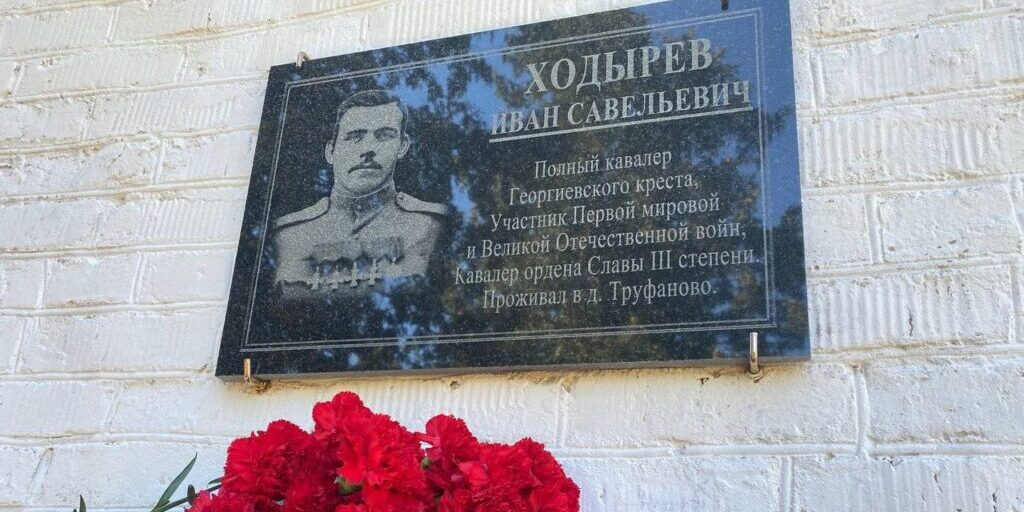 ХОДЫРЕВ
ИВАН САВЕЛЬЕВИЧ
Полный кавалер
Георгиевского креста,
Участник Первой мировой
и Великой Отечественной войн,
Кавалер ордена Славы III степени.
Проживал в д. Труфаново.